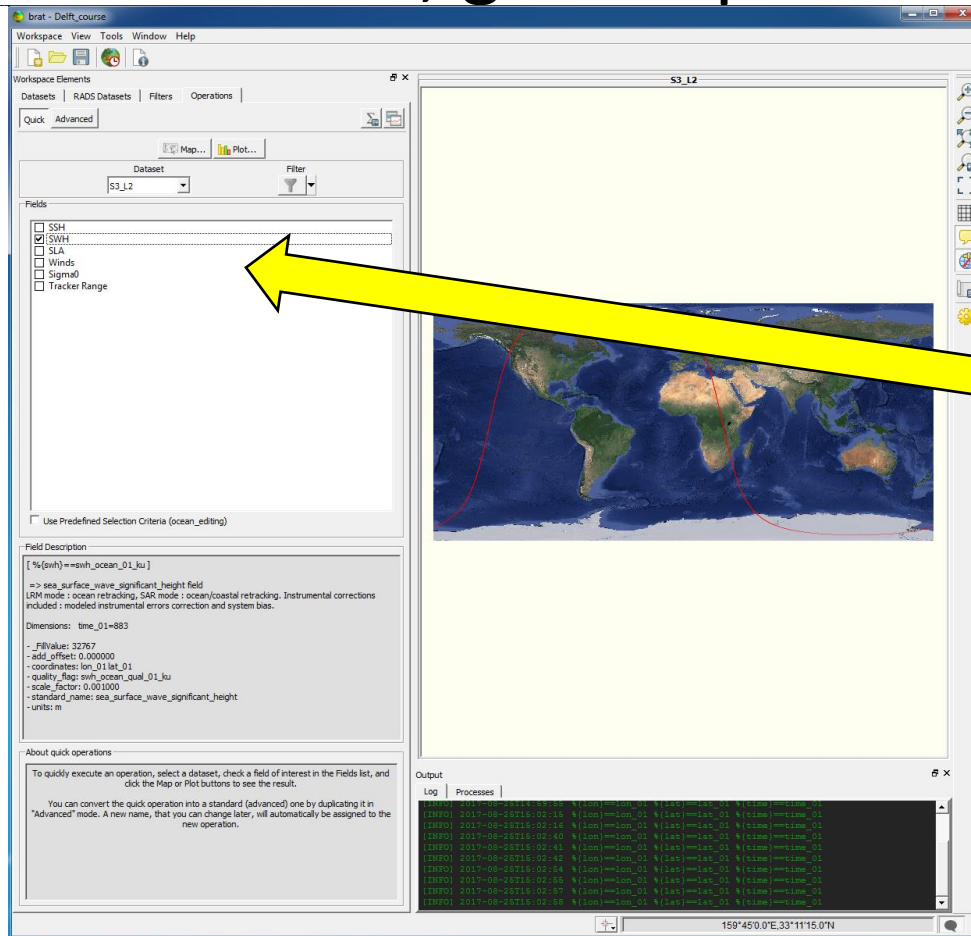 brat - Delft_course
Workspace View Tools Window Help
Workspace Elements
Datasets RADS Datasets Filters Operations
Quick Advanced
Map... Plot...
Dataset Filter
S3_L2
Fields
SSH
SWH
SLA
Winds
Sigma0
Tracker Range
Use Predefined Selection Criteria (ocean_editing)
Field Description
[ %{swh}==swh_ocean_01_ku ]
=> sea_surface_wave_significant_height field
LRM mode : ocean retracking, SAR mode : ocean/coastal retracking. Instrumental corrections
included : modeled instrumental errors correction and system bias.
Dimensions: time_01=883
- _FillValue: 32767
- add_offset: 0.000000
- coordinates: lon_01 lat_01
- quality_flag: swh_ocean_qual_01_ku
- scale_factor: 0.001000
- standard_name: sea_surface_wave_significant_height
- units: m
About quick operations
To quickly execute an operation, select a dataset, check a field of interest in the Fields list, and
click the Map or Plot buttons to see the result.
You can convert the quick operation into a standard (advanced) one by duplicating it in
"Advanced" mode. A new name, that you can change later, will automatically be assigned to the
new operation.
S3_L2
Output
Log Processes
[INFO] 2017-08-25T14:59:55 %{lon}==lon_01 %{lat}==lat_01 %{time}==time_01
[INFO] 2017-08-25T15:02:15 %{lon}==lon_01 %{lat}==lat_01 %{time}==time_01
[INFO] 2017-08-25T15:02:16 %{lon}==lon_01 %{lat}==lat_01 %{time}==time_01
[INFO] 2017-08-25T15:02:40 %{lon}==lon_01 %{lat}==lat_01 %{time}==time_01
[INFO] 2017-08-25T15:02:41 %{lon}==lon_01 %{lat}==lat_01 %{time}==time_01
[INFO] 2017-08-25T15:02:42 %{lon}==lon_01 %{lat}==lat_01 %{time}==time_01
[INFO] 2017-08-25T15:02:54 %{lon}==lon_01 %{lat}==lat_01 %{time}==time_01
[INFO] 2017-08-25T15:02:55 %{lon}==lon_01 %{lat}==lat_01 %{time}==time_01
[INFO] 2017-08-25T15:02:57 %{lon}==lon_01 %{lat}==lat_01 %{time}==time_01
[INFO] 2017-08-25T15:02:58 %{lon}==lon_01 %{lat}==lat_01 %{time}==time_01
159°45'0.0"E,33°11'15.0"N